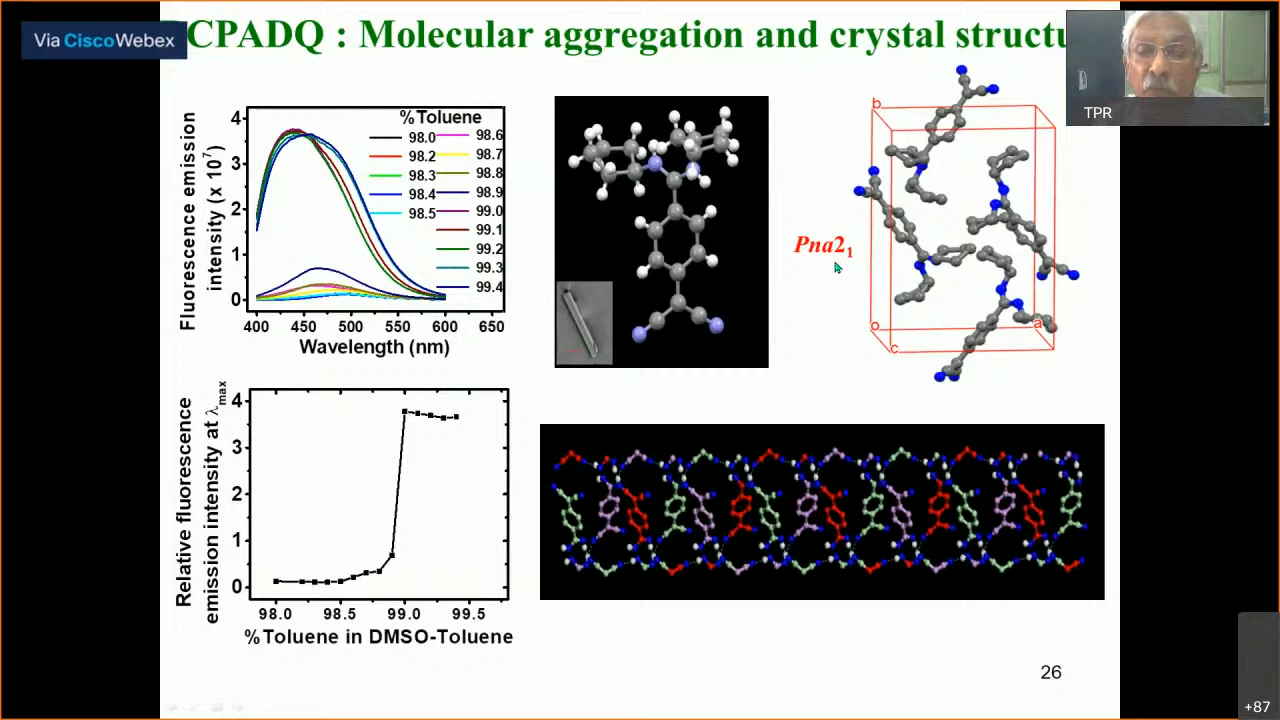 Via CiscoWebex
CPADQ : Molecular aggregation and crystal structu
TPR
Fluorescence emission
intensity (x 10⁷)
4
3
2
1
0
400 450 500 550 600 650
Wavelength (nm)
% Toluene
98.0 98.6
98.2 98.7
98.3 98.8
98.4 98.9
98.5 99.0
99.1
99.2
99.3
99.4
Pna2₁
b
o
a
c
Relative fluorescence
emission intensity at λmax
4
3
2
1
0
98.0 98.5 99.0 99.5
% Toluene in DMSO-Toluene
26
+87